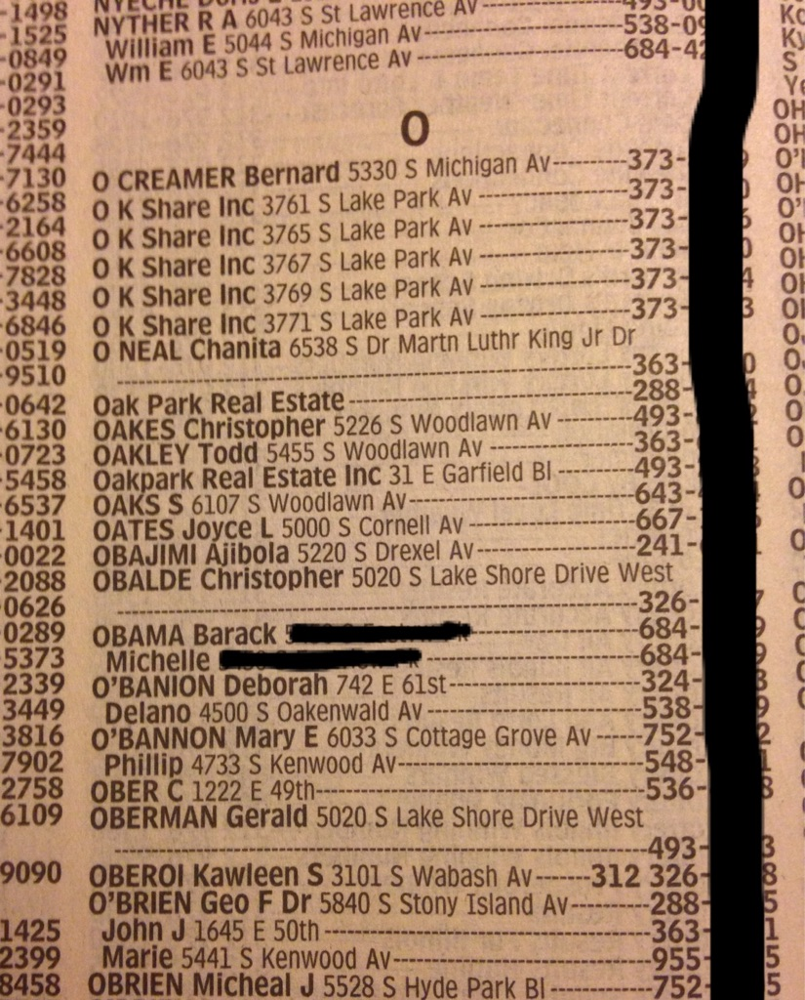 -1498
-1525
-0849
-0291
-0293
-2359
-7444
-7130
-6258
-2164
-6608
-7828
-3448
-6846
-0519
-9510
-0642
-6130
-0723
-5458
-6537
-1401
-0022
-2088
-0626
0289
5373
2339
3449
3816
7902
2758
6109
9090
1425
2399
8458
NYTHER R A 6043 S St Lawrence Av
William E 5044 S Michigan Av 538-0
Wm E 6043 S St Lawrence Av 684-4
O
O CREAMER Bernard 5330 S Michigan Av 373-
O K Share Inc 3761 S Lake Park Av 373-
O K Share Inc 3765 S Lake Park Av 373-
O K Share Inc 3767 S Lake Park Av 373-
O K Share Inc 3769 S Lake Park Av 373-
O K Share Inc 3771 S Lake Park Av 373-
O NEAL Chanita 6538 S Dr Martn Luthr King Jr Dr
363-
Oak Park Real Estate 288-
OAKES Christopher 5226 S Woodlawn Av 493-
OAKLEY Todd 5455 S Woodlawn Av 363-
Oakpark Real Estate Inc 31 E Garfield Bl 493-
OAKS S 6107 S Woodlawn Av 643-
OATES Joyce L 5000 S Cornell Av 667-
OBAJIMI Ajibola 5220 S Drexel Av 241-
OBALDE Christopher 5020 S Lake Shore Drive West
326-
OBAMA Barack 684-
Michelle 684-
O'BANION Deborah 742 E 61st 324-
Delano 4500 S Oakenwald Av 538-
O'BANNON Mary E 6033 S Cottage Grove Av 752-
Phillip 4733 S Kenwood Av 548-
OBER C 1222 E 49th 536-
OBERMAN Gerald 5020 S Lake Shore Drive West
493-
OBEROI Kawleen S 3101 S Wabash Av 312 326-
O'BRIEN Geo F Dr 5840 S Stony Island Av 288-
John J 1645 E 50th 363-
Marie 5441 S Kenwood Av 955-
OBRIEN Micheal J 5528 S Hyde Park Bl 752-